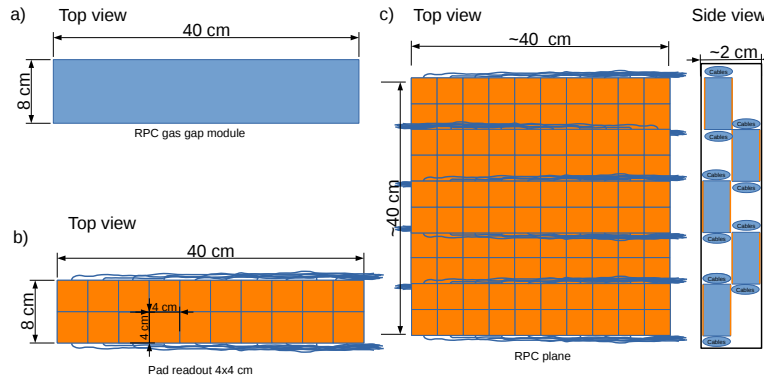 a)
Top view
40 cm
8 cm
RPC gas gap module
b)
Top view
40 cm
8 cm
4 cm
4 cm
Pad readout 4x4 cm
c)
Top view
~40 cm
~40 cm
RPC plane
Side view
~2 cm
Cables
Cables
Cables
Cables
Cables
Cables
Cables
Cables
Cables
Cables